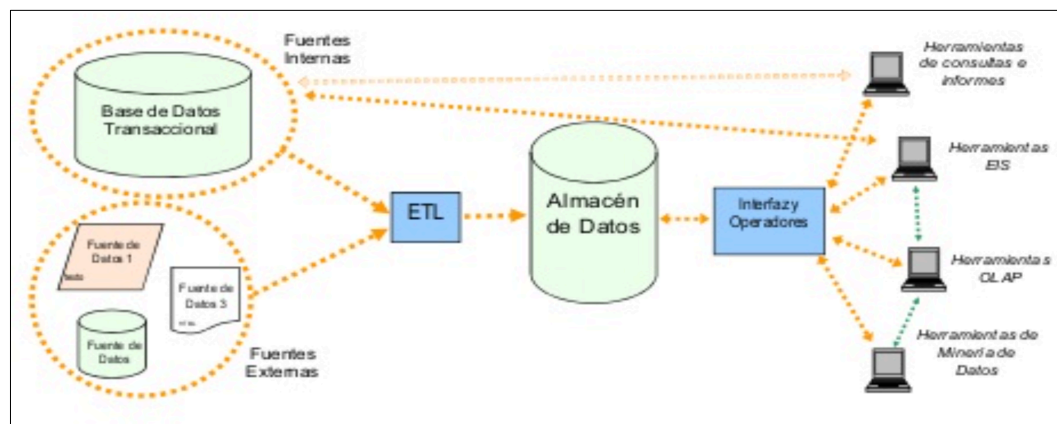 Fuentes
Internas
Base de Datos
Transaccional
Fuente de
Datos 1
texto
Fuente de
Datos 3
HTML
Fuente de
Datos
Fuentes
Externas
ETL
Almacén
de Datos
Interfaz y
Operadores
Herramientas
de consultas e
informes
Herramientas
EIS
Herramientas
OLAP
Herramientas de
Minería de
Datos